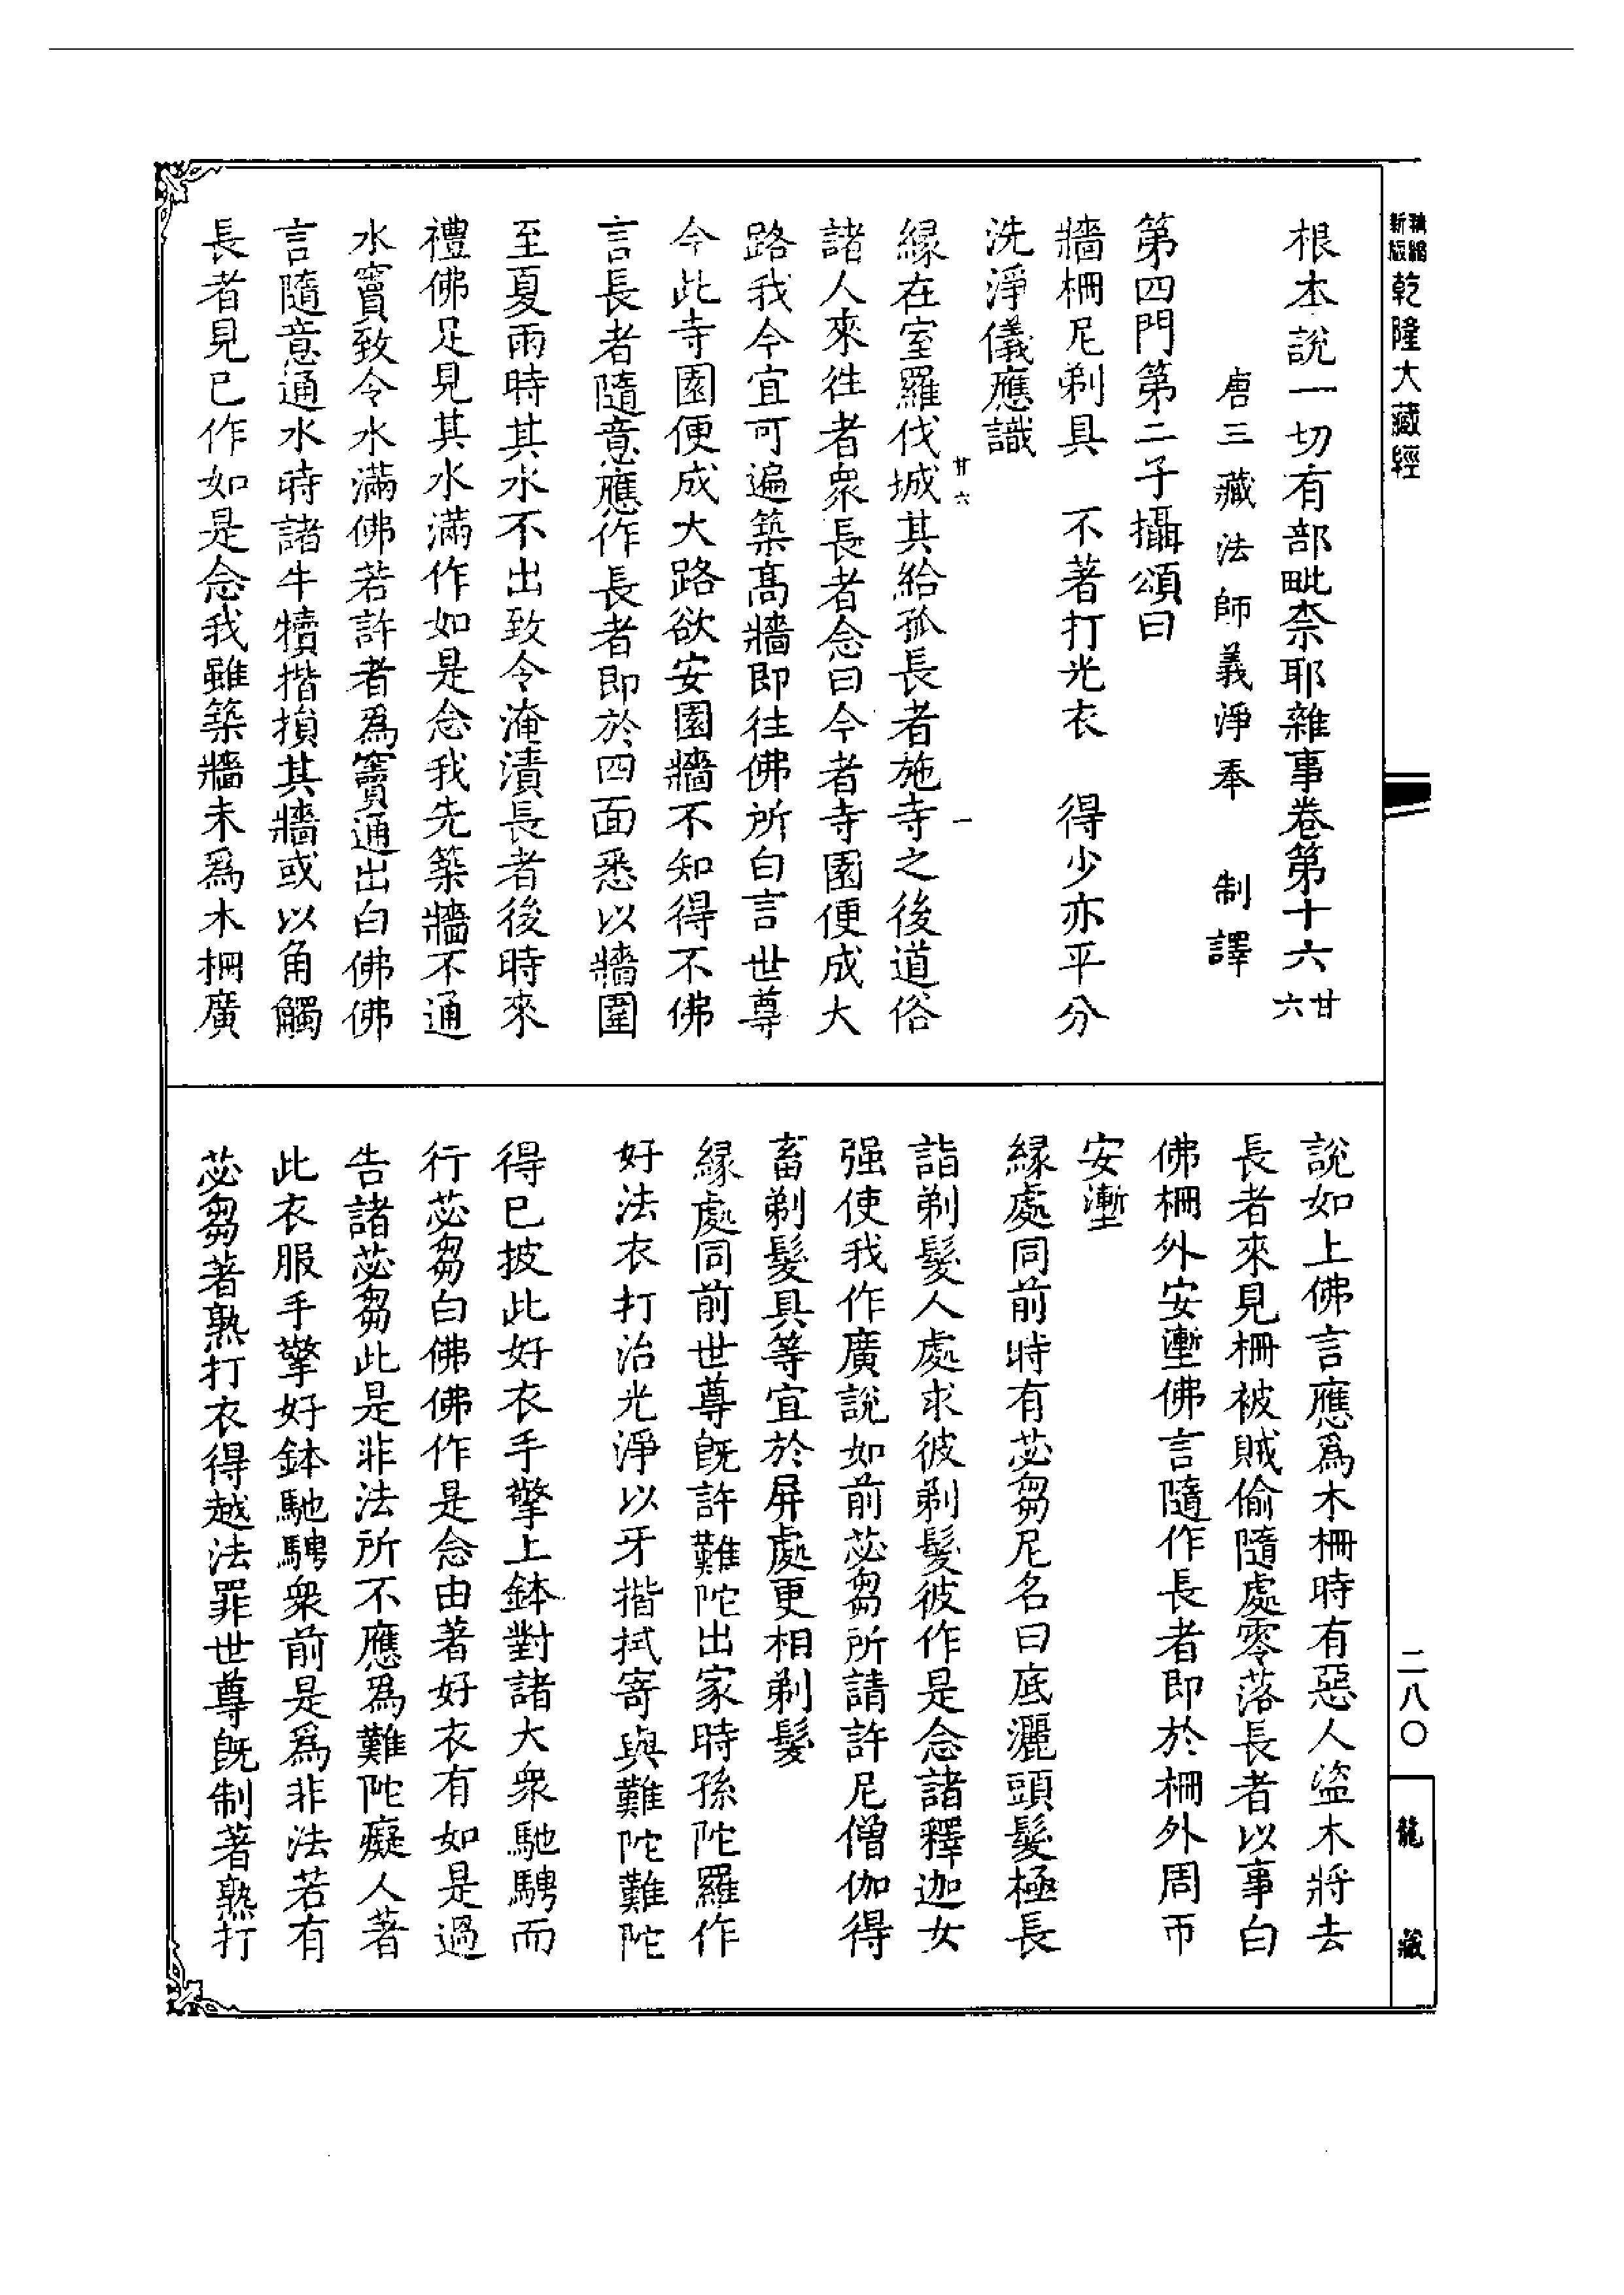 新版
精縮
乾隆大藏經
根本說一切有部毗奈耶雜事卷第十六 甘六
唐三藏法師義淨奉 制譯
第四門第二子攝頌曰
牆柵尼剃具 不著打光衣 得少亦平分
洗淨儀應識
甘六 一
緣在室羅伐城其給孤長者施寺之後道俗
諸人來往者眾長者念曰今者寺園便成大
路我今宜可遍築高牆即往佛所白言世尊
今此寺園便成大路欲安園牆不知得不佛
言長者隨意應作長者即於四面悉以牆圍
至夏雨時其水不出致令淹漬長者後時來
禮佛足見其水滿作如是念我先築牆不通
水竇致令水滿佛若許者為竇通出白佛佛
言隨意通水時諸牛犢揩損其牆或以角觸
長者見已作如是念我雖築牆未為木柵廣
說如上佛言應為木柵時有惡人盜木將去
長者來見柵被賊偷隨處零落長者以事白
佛柵外安塹佛言隨作長者即於柵外周帀
安塹
緣處同前時有苾芻尼名曰底灑頭髮極長
詣剃髮人處求彼剃髮彼作是念諸釋迦女
强使我作廣說如前苾芻所請許尼僧伽得
畜剃髮具等宜於屏處更相剃髮
緣處同前世尊旣許難陀出家時孫陀羅作
好法衣打治光淨以牙揩拭寄與難陀難陀
得已披此好衣手擎上鉢對諸大眾馳騁而
行苾芻白佛佛作是念由著好衣有如是過
告諸苾芻此是非法所不應為難陀癡人著
此衣服手擎好鉢馳騁眾前是為非法若有
苾芻著熟打衣得越法罪世尊旣制著熟打
二八〇
龍藏